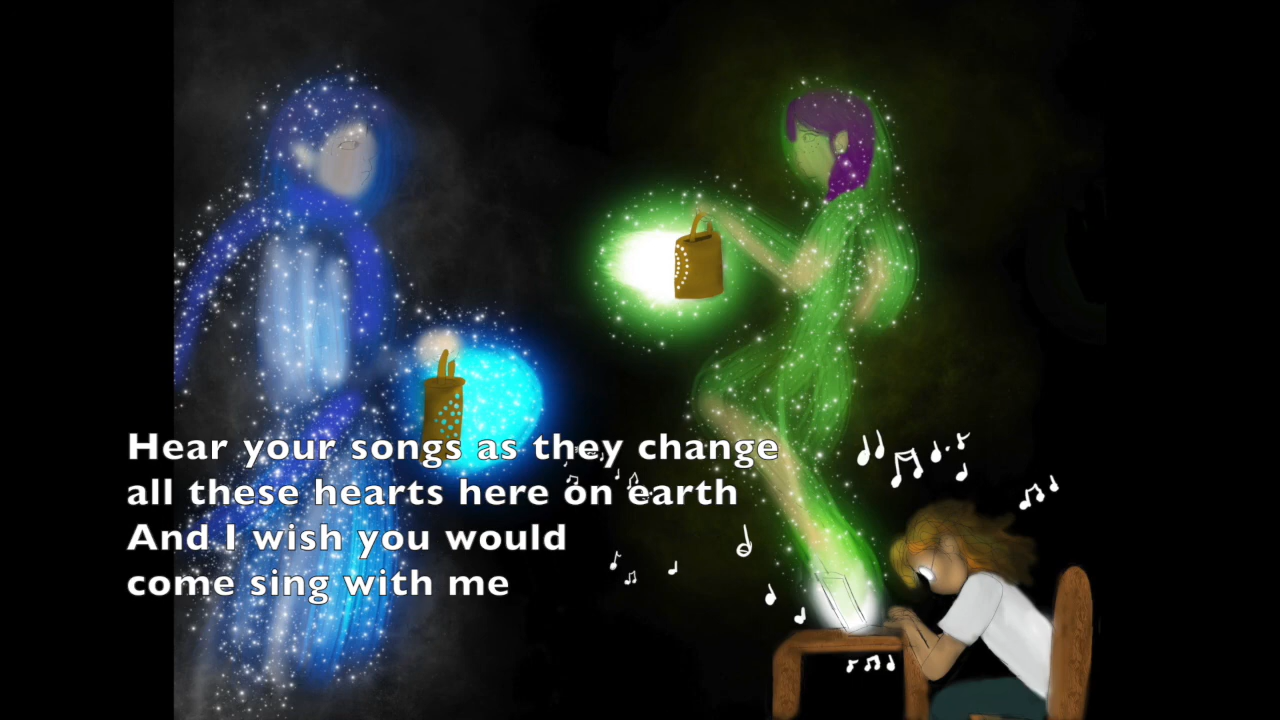 Hear your songs as they change
all these hearts here on earth
And I wish you would
come sing with me